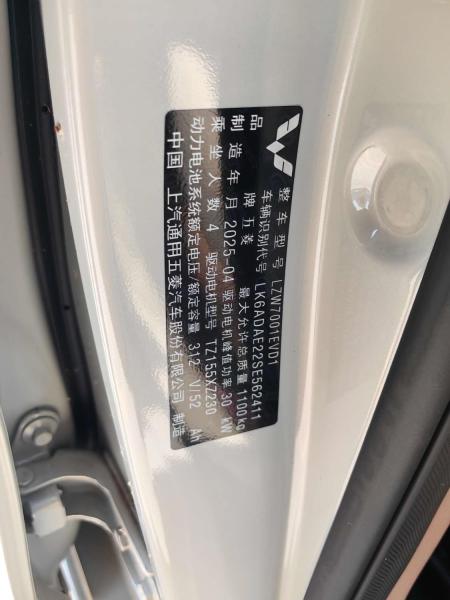 整车型号 LZW7001EVD1
车辆识别代号 LK6ADAE22SE562411
品牌 五菱 最大允许总质量 1100kg
制造年月 2025-04 驱动电机峰值功率 30 kW
乘坐人数 4 驱动电机型号 TZ155XZ230
动力电池系统额定电压/额定容量 312 V/52 Ah
中国 上汽通用五菱汽车股份有限公司 制造